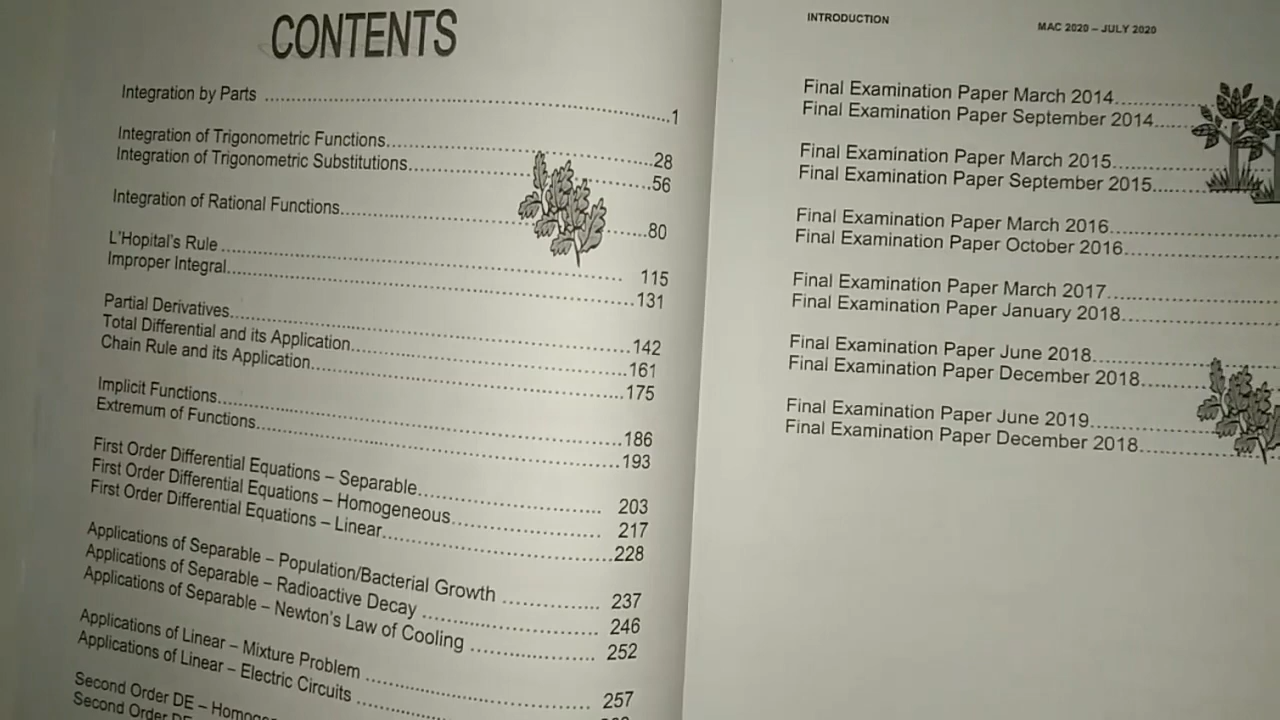 CONTENTS
Integration by Parts ........ 1
Integration of Trigonometric Functions........28
Integration of Trigonometric Substitutions........56
Integration of Rational Functions........80
L'Hopital's Rule ........ 115
Improper Integral........131
Partial Derivatives........142
Total Differential and its Application........161
Chain Rule and its Application........175
Implicit Functions........186
Extremum of Functions........193
First Order Differential Equations – Separable........ 203
First Order Differential Equations – Homogeneous........ 217
First Order Differential Equations – Linear........228
Applications of Separable – Population/Bacterial Growth ........ 237
Applications of Separable – Radioactive Decay ........ 246
Applications of Separable – Newton's Law of Cooling ........ 252
Applications of Linear – Mixture Problem ........ 257
Applications of Linear – Electric Circuits ........
Second Order DE –
Second Order
INTRODUCTION
MAC 2020 – JULY 2020
Final Examination Paper March 2014........
Final Examination Paper September 2014........
Final Examination Paper March 2015........
Final Examination Paper September 2015........
Final Examination Paper March 2016........
Final Examination Paper October 2016........
Final Examination Paper March 2017........
Final Examination Paper January 2018........
Final Examination Paper June 2018........
Final Examination Paper December 2018........
Final Examination Paper June 2019........
Final Examination Paper December 2018........